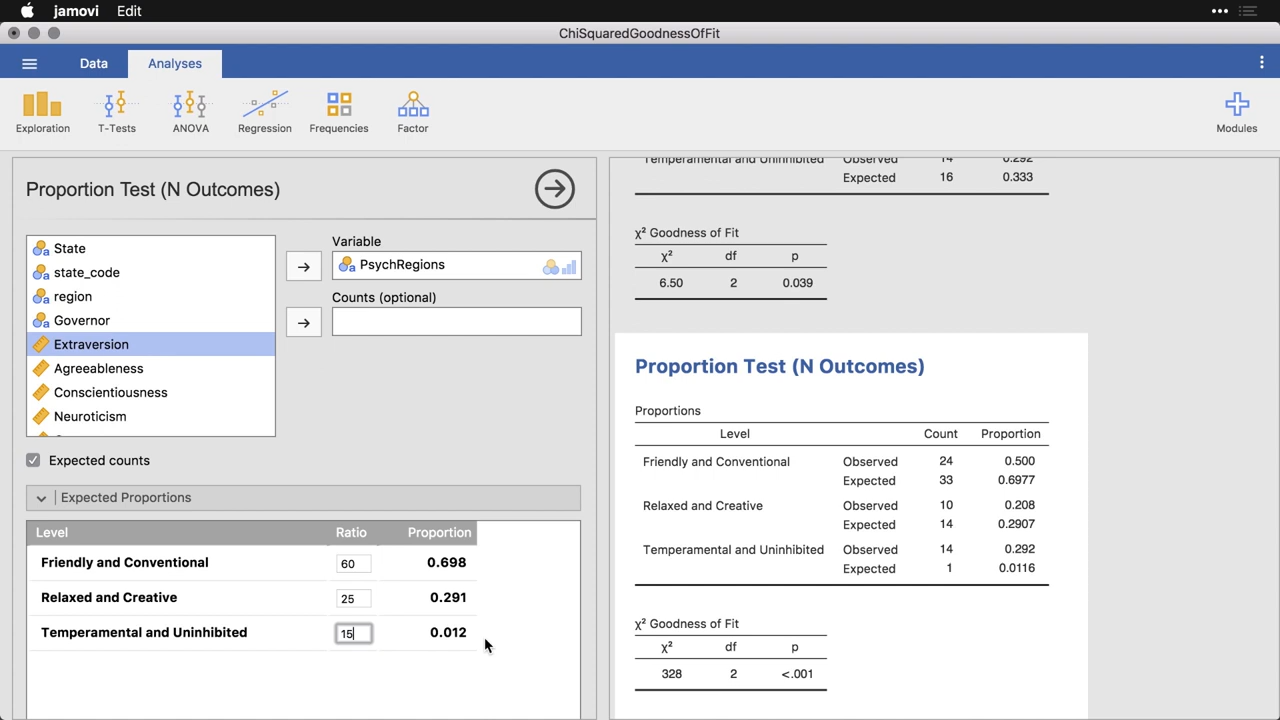 jamovi Edit
ChiSquaredGoodnessOfFit
Data Analyses
Exploration T-Tests ANOVA Regression Frequencies Factor Modules
Proportion Test (N Outcomes)
State
state_code
region
Governor
Extraversion
Agreeableness
Conscientiousness
Neuroticism
Variable
PsychRegions
Counts (optional)
Expected counts
Expected Proportions
Level Ratio Proportion
Friendly and Conventional 60 0.698
Relaxed and Creative 25 0.291
Temperamental and Uninhibited 15 0.012
Temperamental and Uninhibited Observed 14 0.292
Expected 16 0.333
χ² Goodness of Fit
χ² df p
6.50 2 0.039
Proportion Test (N Outcomes)
Proportions
Level Count Proportion
Friendly and Conventional Observed 24 0.500
Expected 33 0.6977
Relaxed and Creative Observed 10 0.208
Expected 14 0.2907
Temperamental and Uninhibited Observed 14 0.292
Expected 1 0.0116
χ² Goodness of Fit
χ² df p
328 2 <.001